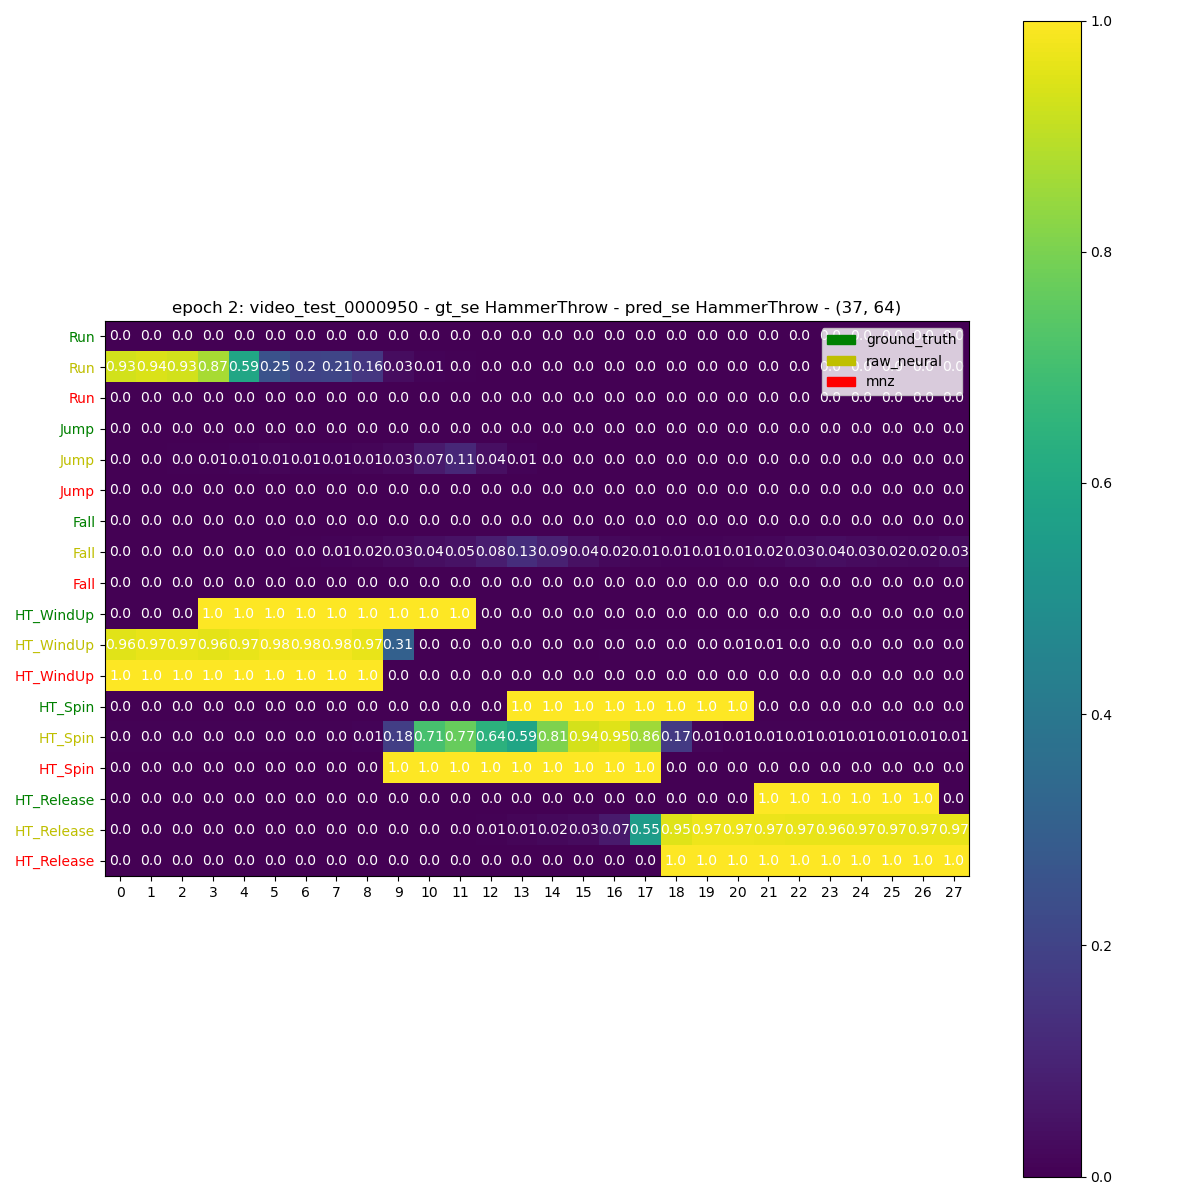 epoch 2: video_test_0000950 - gt_se HammerThrow - pred_se HammerThrow - (37, 64)
Run 0.0 0.0 0.0 0.0 0.0 0.0 0.0 0.0 0.0 0.0 0.0 0.0 0.0 0.0 0.0 0.0 0.0 0.0 0.0 0.0 0.0 0.0 0.0 0.0 0.0 0.0 0.0 0.0
ground_truth
Run 0.93 0.94 0.93 0.87 0.59 0.25 0.2 0.21 0.16 0.03 0.01 0.0 0.0 0.0 0.0 0.0 0.0 0.0 0.0 0.0 0.0 0.0 0.0 0.0 0.0 0.0 0.0 0.0
raw_neural
Run 0.0 0.0 0.0 0.0 0.0 0.0 0.0 0.0 0.0 0.0 0.0 0.0 0.0 0.0 0.0 0.0 0.0 0.0 0.0 0.0 0.0 0.0 0.0 0.0 0.0 0.0 0.0 0.0
mnz
Jump 0.0 0.0 0.0 0.0 0.0 0.0 0.0 0.0 0.0 0.0 0.0 0.0 0.0 0.0 0.0 0.0 0.0 0.0 0.0 0.0 0.0 0.0 0.0 0.0 0.0 0.0 0.0 0.0
Jump 0.0 0.0 0.0 0.01 0.01 0.01 0.01 0.01 0.01 0.03 0.07 0.11 0.04 0.01 0.0 0.0 0.0 0.0 0.0 0.0 0.0 0.0 0.0 0.0 0.0 0.0 0.0 0.0
Jump 0.0 0.0 0.0 0.0 0.0 0.0 0.0 0.0 0.0 0.0 0.0 0.0 0.0 0.0 0.0 0.0 0.0 0.0 0.0 0.0 0.0 0.0 0.0 0.0 0.0 0.0 0.0 0.0
Fall 0.0 0.0 0.0 0.0 0.0 0.0 0.0 0.0 0.0 0.0 0.0 0.0 0.0 0.0 0.0 0.0 0.0 0.0 0.0 0.0 0.0 0.0 0.0 0.0 0.0 0.0 0.0 0.0
Fall 0.0 0.0 0.0 0.0 0.0 0.0 0.0 0.01 0.02 0.03 0.04 0.05 0.08 0.13 0.09 0.04 0.02 0.01 0.01 0.01 0.01 0.02 0.03 0.04 0.03 0.02 0.02 0.03
Fall 0.0 0.0 0.0 0.0 0.0 0.0 0.0 0.0 0.0 0.0 0.0 0.0 0.0 0.0 0.0 0.0 0.0 0.0 0.0 0.0 0.0 0.0 0.0 0.0 0.0 0.0 0.0 0.0
HT_WindUp 0.0 0.0 0.0 1.0 1.0 1.0 1.0 1.0 1.0 1.0 1.0 1.0 0.0 0.0 0.0 0.0 0.0 0.0 0.0 0.0 0.0 0.0 0.0 0.0 0.0 0.0 0.0 0.0
HT_WindUp 0.96 0.97 0.97 0.96 0.97 0.98 0.98 0.98 0.97 0.31 0.0 0.0 0.0 0.0 0.0 0.0 0.0 0.0 0.0 0.0 0.01 0.01 0.0 0.0 0.0 0.0 0.0 0.0
HT_WindUp 1.0 1.0 1.0 1.0 1.0 1.0 1.0 1.0 1.0 0.0 0.0 0.0 0.0 0.0 0.0 0.0 0.0 0.0 0.0 0.0 0.0 0.0 0.0 0.0 0.0 0.0 0.0 0.0
HT_Spin 0.0 0.0 0.0 0.0 0.0 0.0 0.0 0.0 0.0 0.0 0.0 0.0 0.0 1.0 1.0 1.0 1.0 1.0 1.0 1.0 1.0 0.0 0.0 0.0 0.0 0.0 0.0 0.0
HT_Spin 0.0 0.0 0.0 0.0 0.0 0.0 0.0 0.0 0.01 0.18 0.71 0.77 0.64 0.59 0.81 0.94 0.95 0.86 0.17 0.01 0.01 0.01 0.01 0.01 0.01 0.01 0.01 0.01
HT_Spin 0.0 0.0 0.0 0.0 0.0 0.0 0.0 0.0 0.0 1.0 1.0 1.0 1.0 1.0 1.0 1.0 1.0 1.0 0.0 0.0 0.0 0.0 0.0 0.0 0.0 0.0 0.0 0.0
HT_Release 0.0 0.0 0.0 0.0 0.0 0.0 0.0 0.0 0.0 0.0 0.0 0.0 0.0 0.0 0.0 0.0 0.0 0.0 0.0 0.0 0.0 1.0 1.0 1.0 1.0 1.0 1.0 0.0
HT_Release 0.0 0.0 0.0 0.0 0.0 0.0 0.0 0.0 0.0 0.0 0.0 0.0 0.01 0.01 0.02 0.03 0.07 0.55 0.95 0.97 0.97 0.97 0.97 0.96 0.97 0.97 0.97 0.97
HT_Release 0.0 0.0 0.0 0.0 0.0 0.0 0.0 0.0 0.0 0.0 0.0 0.0 0.0 0.0 0.0 0.0 0.0 0.0 1.0 1.0 1.0 1.0 1.0 1.0 1.0 1.0 1.0 1.0
0 1 2 3 4 5 6 7 8 9 10 11 12 13 14 15 16 17 18 19 20 21 22 23 24 25 26 27
1.0
0.8
0.6
0.4
0.2
0.0